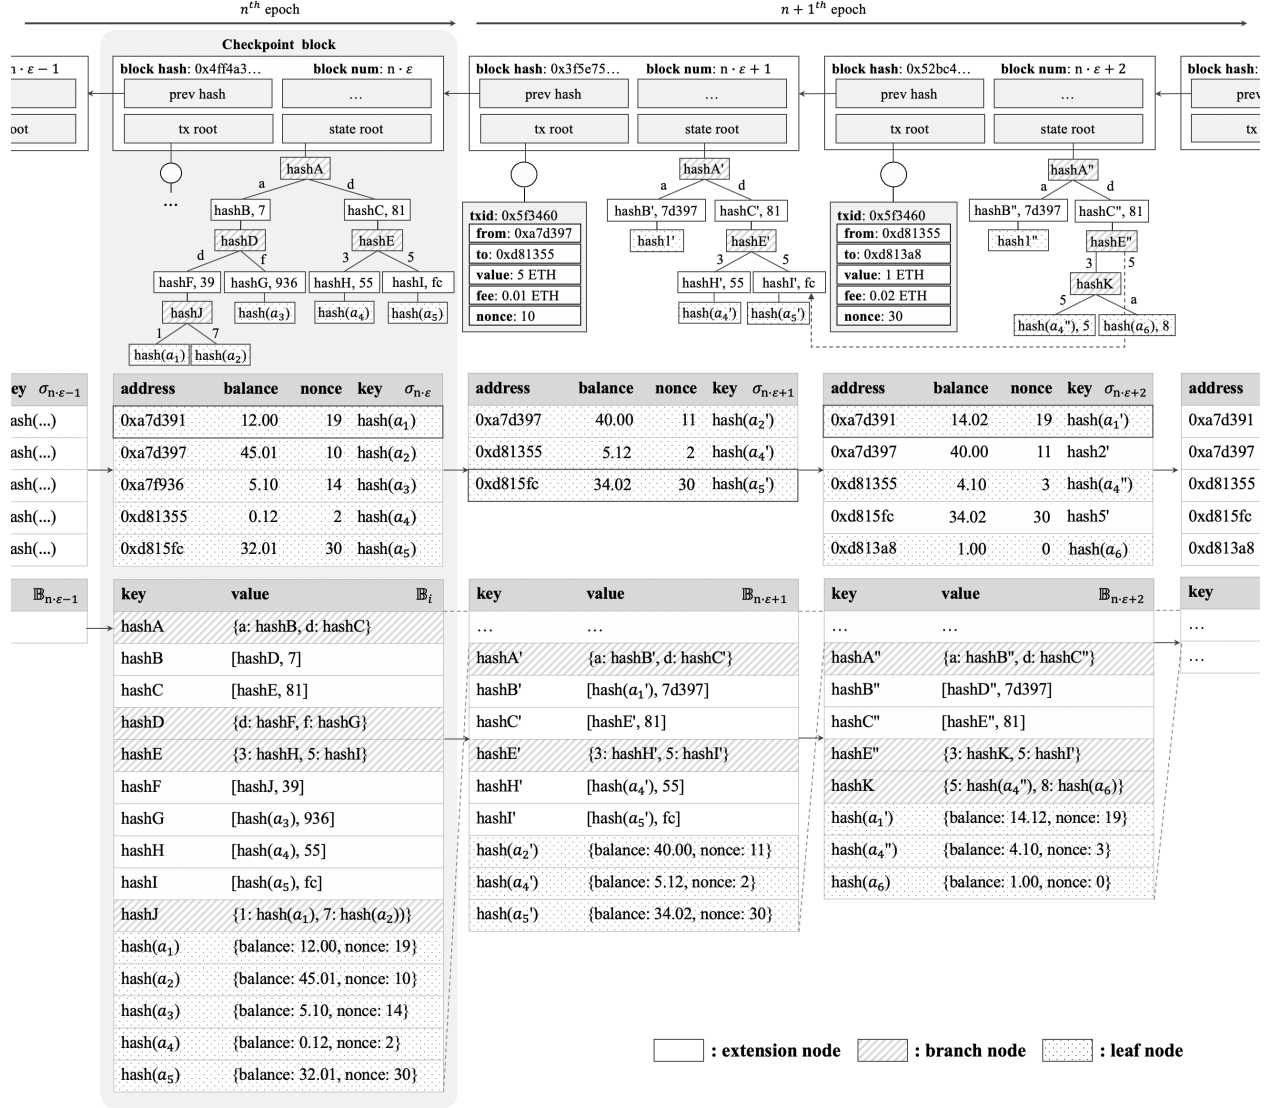 nth epoch
n + 1th epoch
Checkpoint block
n · ε − 1
oot
block hash: 0x4ff4a3…
block num: n · ε
prev hash
…
tx root
state root
…
hashA
a
d
hashB, 7
hashC, 81
hashD
hashE
d
f
3
5
hashF, 39
hashG, 936
hashH, 55
hashI, fc
hashJ
hash(a3)
hash(a4)
hash(a5)
1
7
hash(a1)
hash(a2)
block hash: 0x3f5e75…
block num: n · ε + 1
prev hash
…
tx root
state root
txid: 0x5f3460
from: 0xa7d397
to: 0xd81355
value: 5 ETH
fee: 0.01 ETH
nonce: 10
hashA'
a
d
hashB', 7d397
hashC', 81
hash1'
hashE'
3
5
hashH', 55
hashI', fc
hash(a4')
hash(a5')
block hash: 0x52bc4…
block num: n · ε + 2
prev hash
…
tx root
state root
txid: 0x5f3460
from: 0xd81355
to: 0xd813a8
value: 1 ETH
fee: 0.02 ETH
nonce: 30
hashA"
a
d
hashB", 7d397
hashC", 81
hash1"
hashE"
3
5
hashK
5
a
hash(a4"), 5
hash(a6), 8
block hash:
prev
tx
ey σn·ε−1
ash(...)
ash(...)
ash(...)
ash(...)
ash(...)
address balance nonce key σn·ε
0xa7d391 12.00 19 hash(a1)
0xa7d397 45.01 10 hash(a2)
0xa7f936 5.10 14 hash(a3)
0xd81355 0.12 2 hash(a4)
0xd815fc 32.01 30 hash(a5)
address balance nonce key σn·ε+1
0xa7d397 40.00 11 hash(a2')
0xd81355 5.12 2 hash(a4')
0xd815fc 34.02 30 hash(a5')
address balance nonce key σn·ε+2
0xa7d391 14.02 19 hash(a1')
0xa7d397 40.00 11 hash2'
0xd81355 4.10 3 hash(a4")
0xd815fc 34.02 30 hash5'
0xd813a8 1.00 0 hash(a6)
address
0xa7d391
0xa7d397
0xd81355
0xd815fc
0xd813a8
𝔹n·ε−1
key value 𝔹i
hashA {a: hashB, d: hashC}
hashB [hashD, 7]
hashC [hashE, 81]
hashD {d: hashF, f: hashG}
hashE {3: hashH, 5: hashI}
hashF [hashJ, 39]
hashG [hash(a3), 936]
hashH [hash(a4), 55]
hashI [hash(a5), fc]
hashJ {1: hash(a1), 7: hash(a2))}
hash(a1) {balance: 12.00, nonce: 19}
hash(a2) {balance: 45.01, nonce: 10}
hash(a3) {balance: 5.10, nonce: 14}
hash(a4) {balance: 0.12, nonce: 2}
hash(a5) {balance: 32.01, nonce: 30}
key value 𝔹n·ε+1
… …
hashA' {a: hashB', d: hashC'}
hashB' [hash(a1'), 7d397]
hashC' [hashE', 81]
hashE' {3: hashH', 5: hashI'}
hashH' [hash(a4'), 55]
hashI' [hash(a5'), fc]
hash(a2') {balance: 40.00, nonce: 11}
hash(a4') {balance: 5.12, nonce: 2}
hash(a5') {balance: 34.02, nonce: 30}
key value 𝔹n·ε+2
… …
hashA" {a: hashB", d: hashC"}
hashB" [hashD", 7d397]
hashC" [hashE", 81]
hashE" {3: hashK, 5: hashI'}
hashK {5: hash(a4"), 8: hash(a6)}
hash(a1') {balance: 14.12, nonce: 19}
hash(a4") {balance: 4.10, nonce: 3}
hash(a6) {balance: 1.00, nonce: 0}
key
…
…
: extension node
: branch node
: leaf node